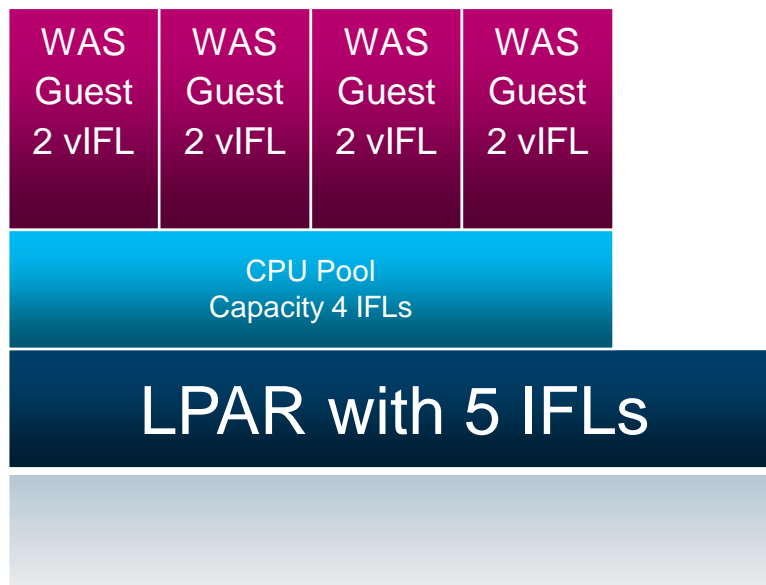 WAS
Guest
2 vIFL
WAS
Guest
2 vIFL
WAS
Guest
2 vIFL
WAS
Guest
2 vIFL
CPU Pool
Capacity 4 IFLs
LPAR with 5 IFLs